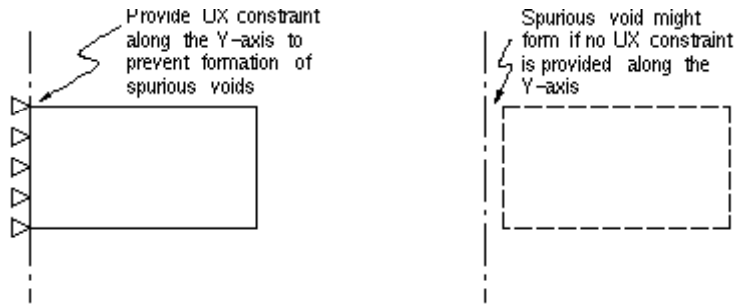 Provide UX constraint
along the Y-axis to
prevent formation of
spurious voids
Spurious void might
form if no UX constraint
is provided along the
Y-axis